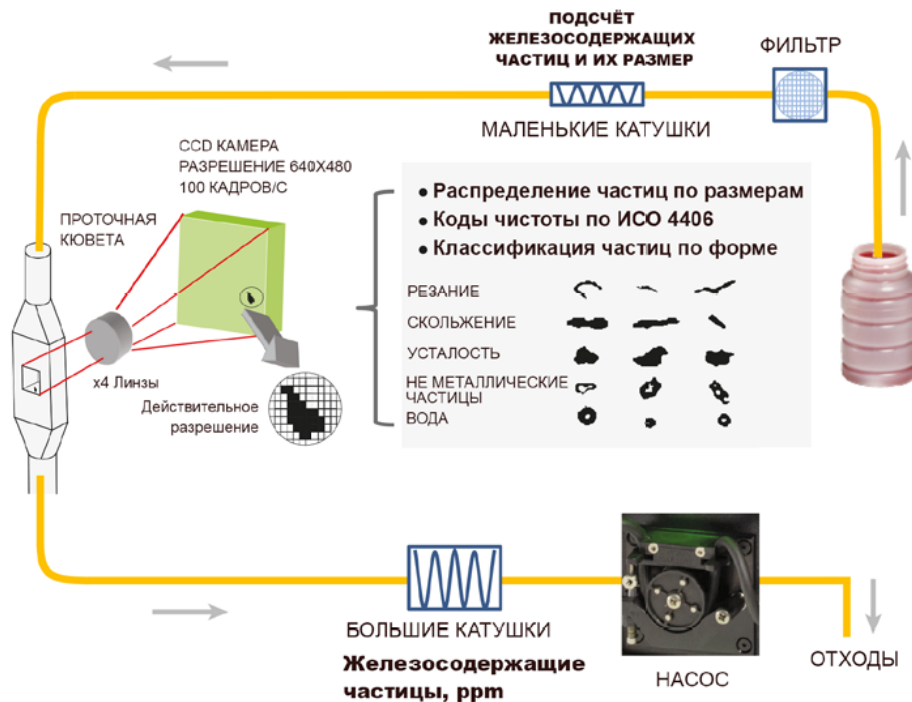 ПОДСЧЁТ
ЖЕЛЕЗОСОДЕРЖАЩИХ
ЧАСТИЦ И ИХ РАЗМЕР
ФИЛЬТР
МАЛЕНЬКИЕ КАТУШКИ
CCD КАМЕРА
РАЗРЕШЕНИЕ 640X480
100 КАДРОВ/С
ПРОТОЧНАЯ
КЮВЕТА
x4 Линзы
Действительное
разрешение
• Распределение частиц по размерам
• Коды чистоты по ИСО 4406
• Классификация частиц по форме
РЕЗАНИЕ
СКОЛЬЖЕНИЕ
УСТАЛОСТЬ
НЕ МЕТАЛЛИЧЕСКИЕ
ЧАСТИЦЫ
ВОДА
БОЛЬШИЕ КАТУШКИ
Железосодержащие
частицы, ppm
НАСОС
ОТХОДЫ